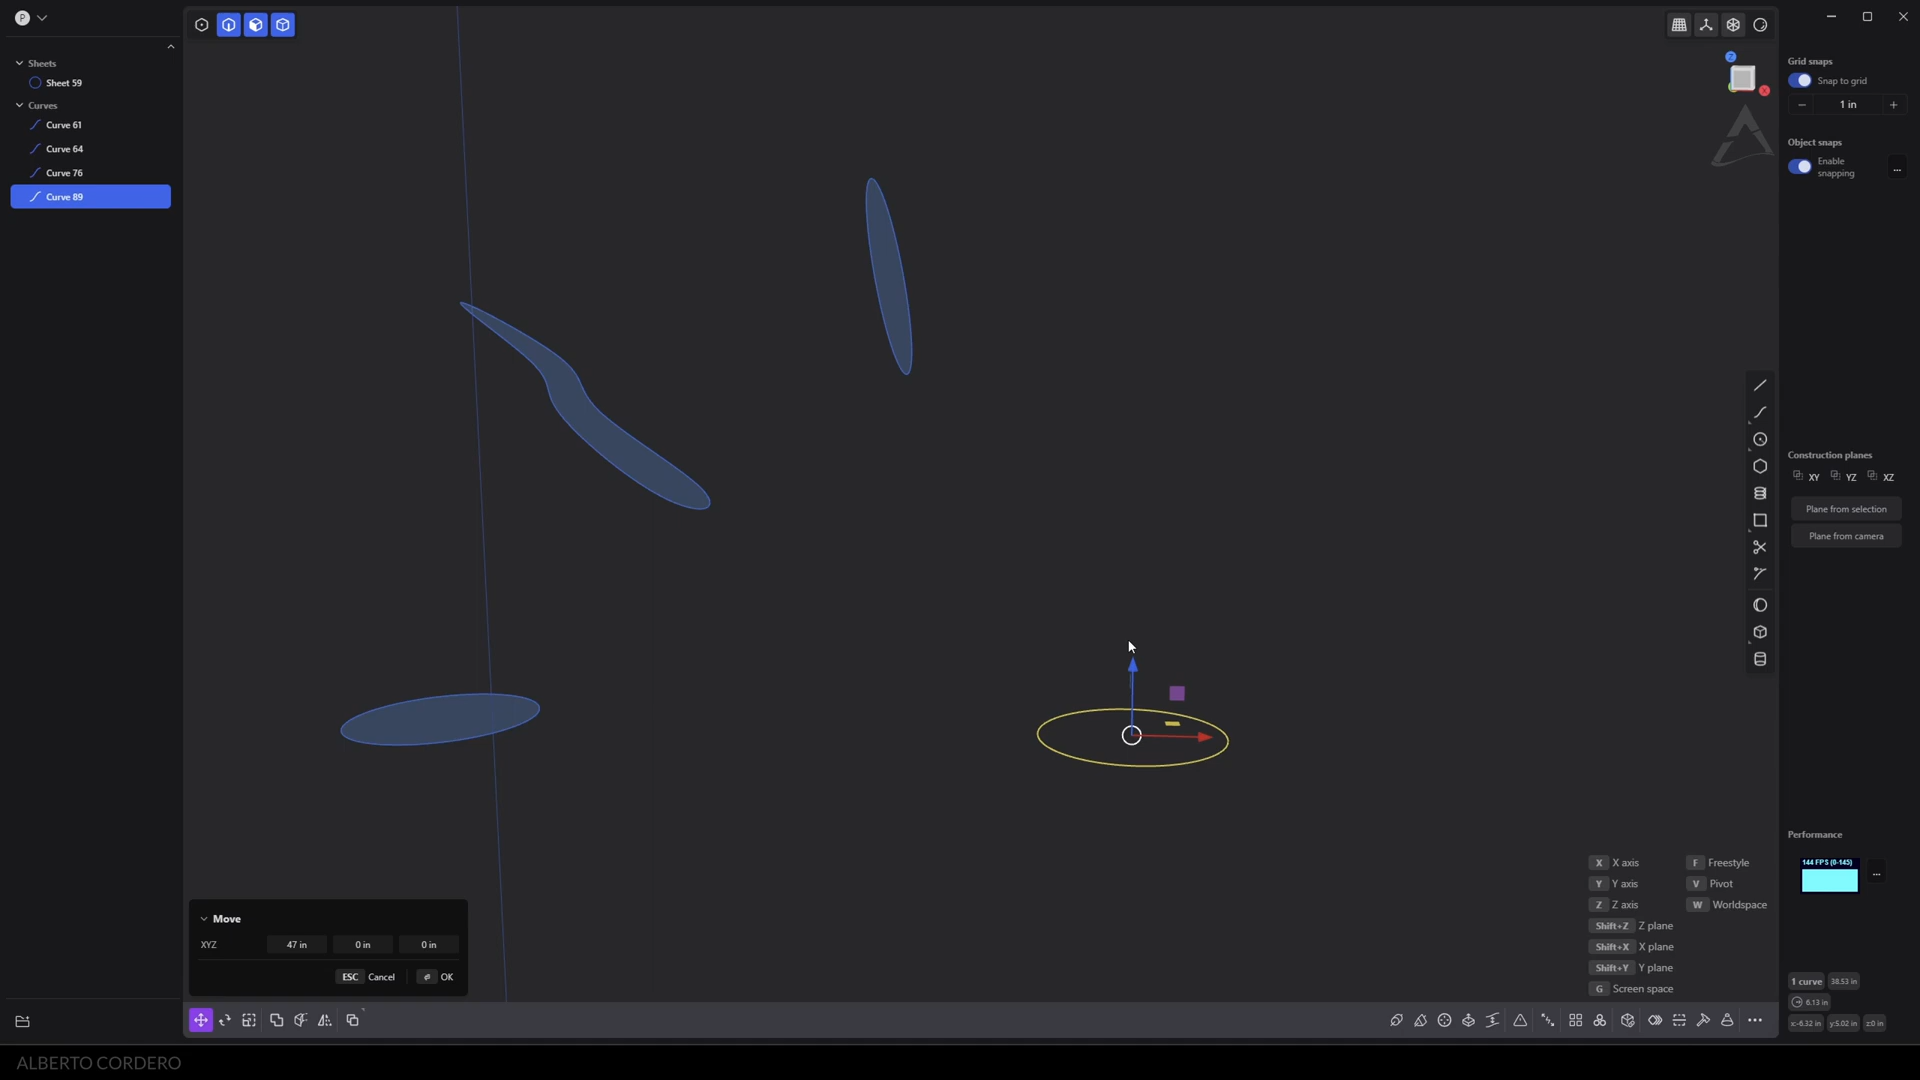 P
Sheets
Sheet 59
Curves
Curve 61
Curve 64
Curve 76
Curve 89
Z
X
Grid snaps
Snap to grid
1 in
Object snaps
Enable
snapping
...
Construction planes
XY YZ XZ
Plane from selection
Plane from camera
Performance
144 FPS (0-145)
...
X X axis F Freestyle
Y Y axis V Pivot
Z Z axis W Worldspace
Shift+Z Z plane
Shift+X X plane
Shift+Y Y plane
G Screen space
Move
XYZ 47 in 0 in 0 in
ESC Cancel OK
1 curve 38.53 in
6.13 in
x:-6.32 in y:5.02 in z:0 in
ALBERTO CORDERO